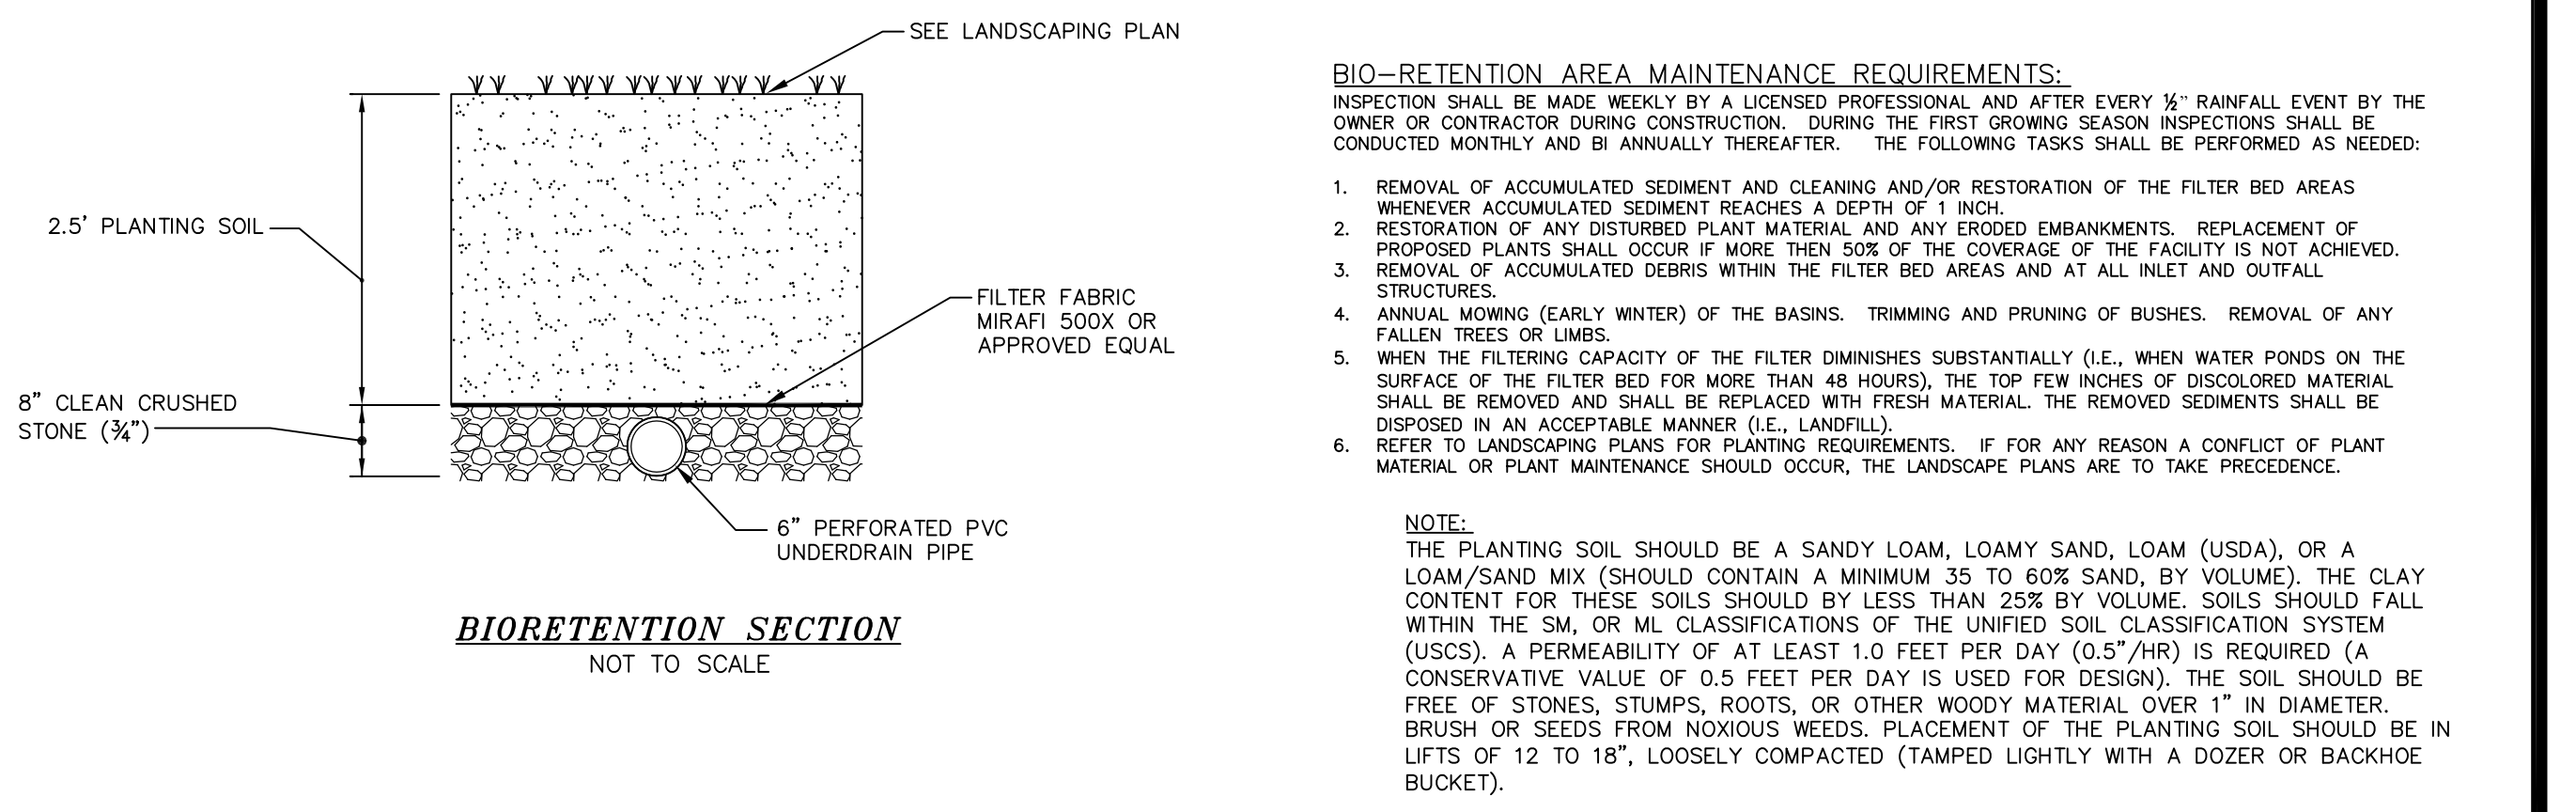 SEE LANDSCAPING PLAN
2.5' PLANTING SOIL
FILTER FABRIC
MIRAFI 500X OR
APPROVED EQUAL
8" CLEAN CRUSHED
STONE (¾")
6" PERFORATED PVC
UNDERDRAIN PIPE
BIORETENTION SECTION
NOT TO SCALE
BIO-RETENTION AREA MAINTENANCE REQUIREMENTS:
INSPECTION SHALL BE MADE WEEKLY BY A LICENSED PROFESSIONAL AND AFTER EVERY ½" RAINFALL EVENT BY THE
OWNER OR CONTRACTOR DURING CONSTRUCTION. DURING THE FIRST GROWING SEASON INSPECTIONS SHALL BE
CONDUCTED MONTHLY AND BI ANNUALLY THEREAFTER. THE FOLLOWING TASKS SHALL BE PERFORMED AS NEEDED:
1. REMOVAL OF ACCUMULATED SEDIMENT AND CLEANING AND/OR RESTORATION OF THE FILTER BED AREAS
WHENEVER ACCUMULATED SEDIMENT REACHES A DEPTH OF 1 INCH.
2. RESTORATION OF ANY DISTURBED PLANT MATERIAL AND ANY ERODED EMBANKMENTS. REPLACEMENT OF
PROPOSED PLANTS SHALL OCCUR IF MORE THEN 50% OF THE COVERAGE OF THE FACILITY IS NOT ACHIEVED.
3. REMOVAL OF ACCUMULATED DEBRIS WITHIN THE FILTER BED AREAS AND AT ALL INLET AND OUTFALL
STRUCTURES.
4. ANNUAL MOWING (EARLY WINTER) OF THE BASINS. TRIMMING AND PRUNING OF BUSHES. REMOVAL OF ANY
FALLEN TREES OR LIMBS.
5. WHEN THE FILTERING CAPACITY OF THE FILTER DIMINISHES SUBSTANTIALLY (I.E., WHEN WATER PONDS ON THE
SURFACE OF THE FILTER BED FOR MORE THAN 48 HOURS), THE TOP FEW INCHES OF DISCOLORED MATERIAL
SHALL BE REMOVED AND SHALL BE REPLACED WITH FRESH MATERIAL. THE REMOVED SEDIMENTS SHALL BE
DISPOSED IN AN ACCEPTABLE MANNER (I.E., LANDFILL).
6. REFER TO LANDSCAPING PLANS FOR PLANTING REQUIREMENTS. IF FOR ANY REASON A CONFLICT OF PLANT
MATERIAL OR PLANT MAINTENANCE SHOULD OCCUR, THE LANDSCAPE PLANS ARE TO TAKE PRECEDENCE.
NOTE:
THE PLANTING SOIL SHOULD BE A SANDY LOAM, LOAMY SAND, LOAM (USDA), OR A
LOAM/SAND MIX (SHOULD CONTAIN A MINIMUM 35 TO 60% SAND, BY VOLUME). THE CLAY
CONTENT FOR THESE SOILS SHOULD BY LESS THAN 25% BY VOLUME. SOILS SHOULD FALL
WITHIN THE SM, OR ML CLASSIFICATIONS OF THE UNIFIED SOIL CLASSIFICATION SYSTEM
(USCS). A PERMEABILITY OF AT LEAST 1.0 FEET PER DAY (0.5"/HR) IS REQUIRED (A
CONSERVATIVE VALUE OF 0.5 FEET PER DAY IS USED FOR DESIGN). THE SOIL SHOULD BE
FREE OF STONES, STUMPS, ROOTS, OR OTHER WOODY MATERIAL OVER 1" IN DIAMETER.
BRUSH OR SEEDS FROM NOXIOUS WEEDS. PLACEMENT OF THE PLANTING SOIL SHOULD BE IN
LIFTS OF 12 TO 18", LOOSELY COMPACTED (TAMPED LIGHTLY WITH A DOZER OR BACKHOE
BUCKET).